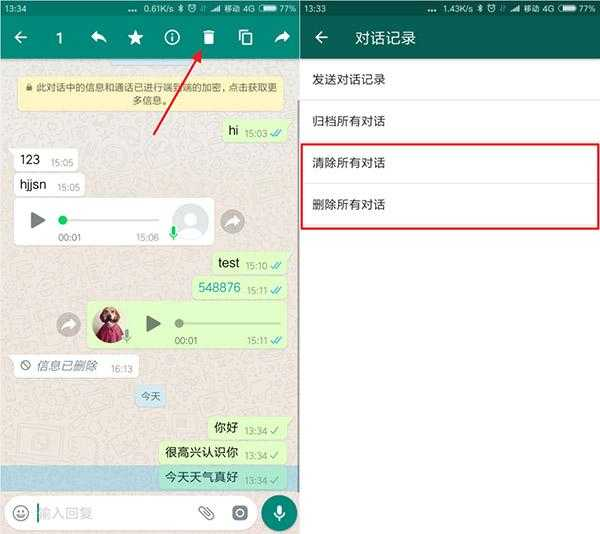 13:34 0.61K/s 移动 4G 77%
1
此对话中的信息和通话已进行端到端的加密，点击获取更
多信息。
hi 15:03
123 15:05
hjjsn 15:05
00:01 15:06
test 15:10
548876 15:11
00:01 15:11
信息已删除 16:13
今天
你好 13:34
很高兴认识你 13:34
今天天气真好 13:34
输入回复
13:33 1.43K/s 移动 4G 77%
对话记录
发送对话记录
归档所有对话
清除所有对话
删除所有对话